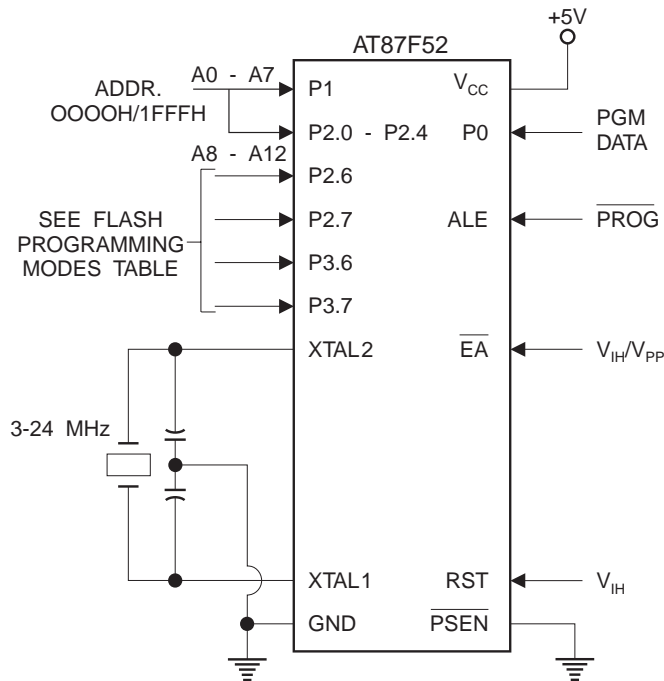 +5V
AT87F52
A0 - A7
ADDR.
OOOOH/1FFFH
P1
VCC
P2.0 - P2.4
P0
PGM
DATA
A8 - A12
P2.6
SEE FLASH
PROGRAMMING
MODES TABLE
P2.7
ALE
PROG
P3.6
P3.7
XTAL2
EA
VIH/VPP
3-24 MHz
XTAL1
RST
VIH
GND
PSEN